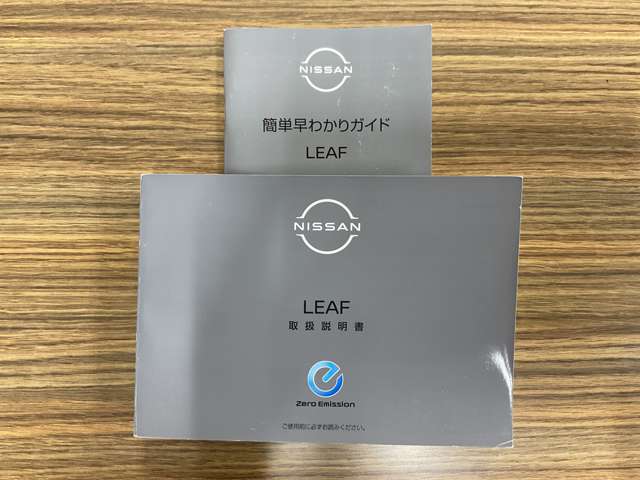 NISSAN
簡単早わかりガイド
LEAF
NISSAN
LEAF
取扱説明書
Zero Emission
ご使用前に必ずお読みください。